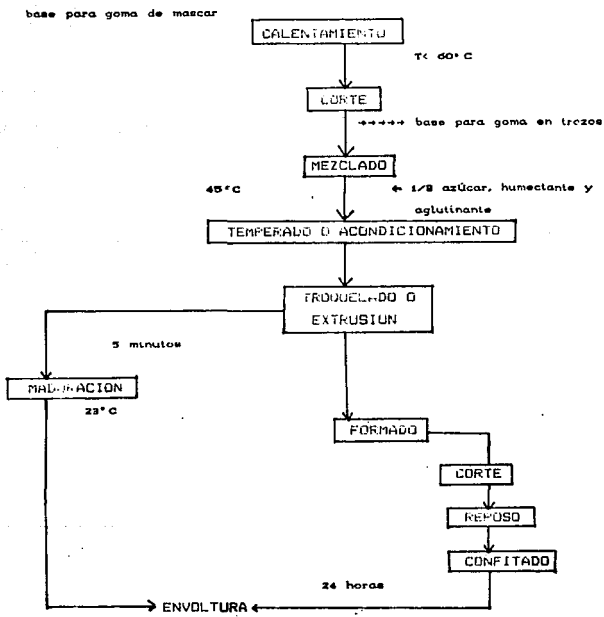 base para goma de mascar
CALENTAMIENTO
T< 60°C
CORTE
→→→→→ base para goma en trozos
MEZCLADO
45°C
← 1/8 azúcar, humectante y
aglutinante
TEMPERADO O ACONDICIONAMIENTO
TROQUELADO O
EXTRUSION
5 minutos
MADURACION
23°C
FORMADO
CORTE
REPOSO
CONFITADO
24 horas
ENVOLTURA